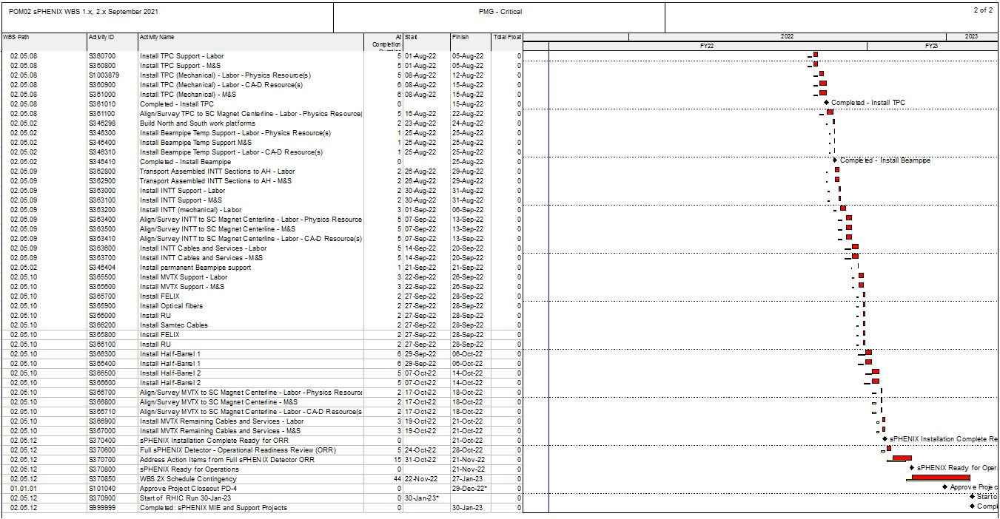 POM02 sPHENIX WBS 1.x, 2.x September 2021 PMG - Critical 2 of 2
WBS Path Activity ID Activity Name At Completion Start Finish Total Float 2022 2023
FY22 FY23
02.05.08 S360700 Install TPC Support - Labor 5 01-Aug-22 05-Aug-22 0
02.05.08 S360800 Install TPC Support - M&S 5 01-Aug-22 05-Aug-22 0
02.05.08 S1003879 Install TPC (Mechanical) - Labor - Physics Resource(s) 5 08-Aug-22 12-Aug-22 0
02.05.08 S360900 Install TPC (Mechanical) - Labor - CA-D Resource(s) 6 08-Aug-22 15-Aug-22 0
02.05.08 S361000 Install TPC (Mechanical) - M&S 6 08-Aug-22 15-Aug-22 0
02.05.08 S361010 Completed - Install TPC 0 15-Aug-22 0 Completed - Install TPC
02.05.08 S361100 Align/Survey TPC to SC Magnet Centerline - Labor - Physics Resource( 5 16-Aug-22 22-Aug-22 0
02.05.02 S346298 Build North and South work platforms 2 23-Aug-22 24-Aug-22 0
02.05.02 S346300 Install Beampipe Temp Support - Labor - Physics Resource(s) 1 25-Aug-22 25-Aug-22 0
02.05.02 S346400 Install Beampipe Temp Support M&S 1 25-Aug-22 25-Aug-22 0
02.05.02 S346310 Install Beampipe Temp Support - Labor - CA-D Resource(s) 1 25-Aug-22 25-Aug-22 0
02.05.02 S346410 Completed - Install Beampipe 0 25-Aug-22 0 Completed - Install Beampipe
02.05.09 S362800 Transport Assembled INTT Sections to AH - Labor 2 26-Aug-22 29-Aug-22 0
02.05.09 S362900 Transport Assembled INTT Sections to AH - M&S 2 26-Aug-22 29-Aug-22 0
02.05.09 S363000 Install INTT Support - Labor 2 30-Aug-22 31-Aug-22 0
02.05.09 S363100 Install INTT Support - M&S 2 30-Aug-22 31-Aug-22 0
02.05.09 S363200 Install INTT (mechanical) - Labor 3 01-Sep-22 06-Sep-22 0
02.05.09 S363400 Align/Survey INTT to SC Magnet Centerline - Labor - Physics Resource 5 07-Sep-22 13-Sep-22 0
02.05.09 S363500 Align/Survey INTT to SC Magnet Centerline - M&S 5 07-Sep-22 13-Sep-22 0
02.05.09 S363410 Align/Survey INTT to SC Magnet Centerline - Labor - CA-D Resource(s) 5 07-Sep-22 13-Sep-22 0
02.05.09 S363600 Install INTT Cables and Services - Labor 5 14-Sep-22 20-Sep-22 0
02.05.09 S363700 Install INTT Cables and Services - M&S 5 14-Sep-22 20-Sep-22 0
02.05.02 S346404 Install permanent Beampipe support 1 21-Sep-22 21-Sep-22 0
02.05.10 S365500 Install MVTX Support - Labor 3 22-Sep-22 26-Sep-22 0
02.05.10 S365600 Install MVTX Support - M&S 3 22-Sep-22 26-Sep-22 0
02.05.10 S365700 Install FELIX 2 27-Sep-22 28-Sep-22 0
02.05.10 S365900 Install Optical fibers 2 27-Sep-22 28-Sep-22 0
02.05.10 S366000 Install RU 2 27-Sep-22 28-Sep-22 0
02.05.10 S366200 Install Samtec Cables 2 27-Sep-22 28-Sep-22 0
02.05.10 S365800 Install FELIX 2 27-Sep-22 28-Sep-22 0
02.05.10 S366100 Install RU 2 27-Sep-22 28-Sep-22 0
02.05.10 S366300 Install Half-Barrel 1 6 29-Sep-22 06-Oct-22 0
02.05.10 S366400 Install Half-Barrel 1 6 29-Sep-22 06-Oct-22 0
02.05.10 S366500 Install Half-Barrel 2 5 07-Oct-22 14-Oct-22 0
02.05.10 S366600 Install Half-Barrel 2 5 07-Oct-22 14-Oct-22 0
02.05.10 S366700 Align/Survey MVTX to SC Magnet Centerline - Labor - Physics Resource 2 17-Oct-22 18-Oct-22 0
02.05.10 S366800 Align/Survey MVTX to SC Magnet Centerline - M&S 2 17-Oct-22 18-Oct-22 0
02.05.10 S366710 Align/Survey MVTX to SC Magnet Centerline - Labor - CA-D Resource(s 2 17-Oct-22 18-Oct-22 0
02.05.10 S366900 Install MVTX Remaining Cables and Services - Labor 3 19-Oct-22 21-Oct-22 0
02.05.10 S367000 Install MVTX Remaining Cables and Services - M&S 3 19-Oct-22 21-Oct-22 0
02.05.12 S370400 sPHENIX Installation Complete Ready for ORR 0 21-Oct-22 0 sPHENIX Installation Complete Re
02.05.12 S370600 Full sPHENIX Detector - Operational Readiness Review (ORR) 5 24-Oct-22 28-Oct-22 0
02.05.12 S370700 Address Action Items from Full sPHENIX Detector ORR 15 31-Oct-22 21-Nov-22 0
02.05.12 S370800 sPHENIX Ready for Operations 0 21-Nov-22 0 sPHENIX Ready for Oper
02.05.12 S370850 WBS 2X Schedule Contingency 44 22-Nov-22 27-Jan-23 0
01.01.01 S101040 Approve Project Closeout PD-4 0 29-Dec-22* 0 Approve Projec
02.05.12 S370900 Start of RHIC Run 30-Jan-23 0 30-Jan-23* 0 Start o
02.05.12 S999999 Completed: sPHENIX MIE and Support Projects 0 30-Jan-23 0 Compl